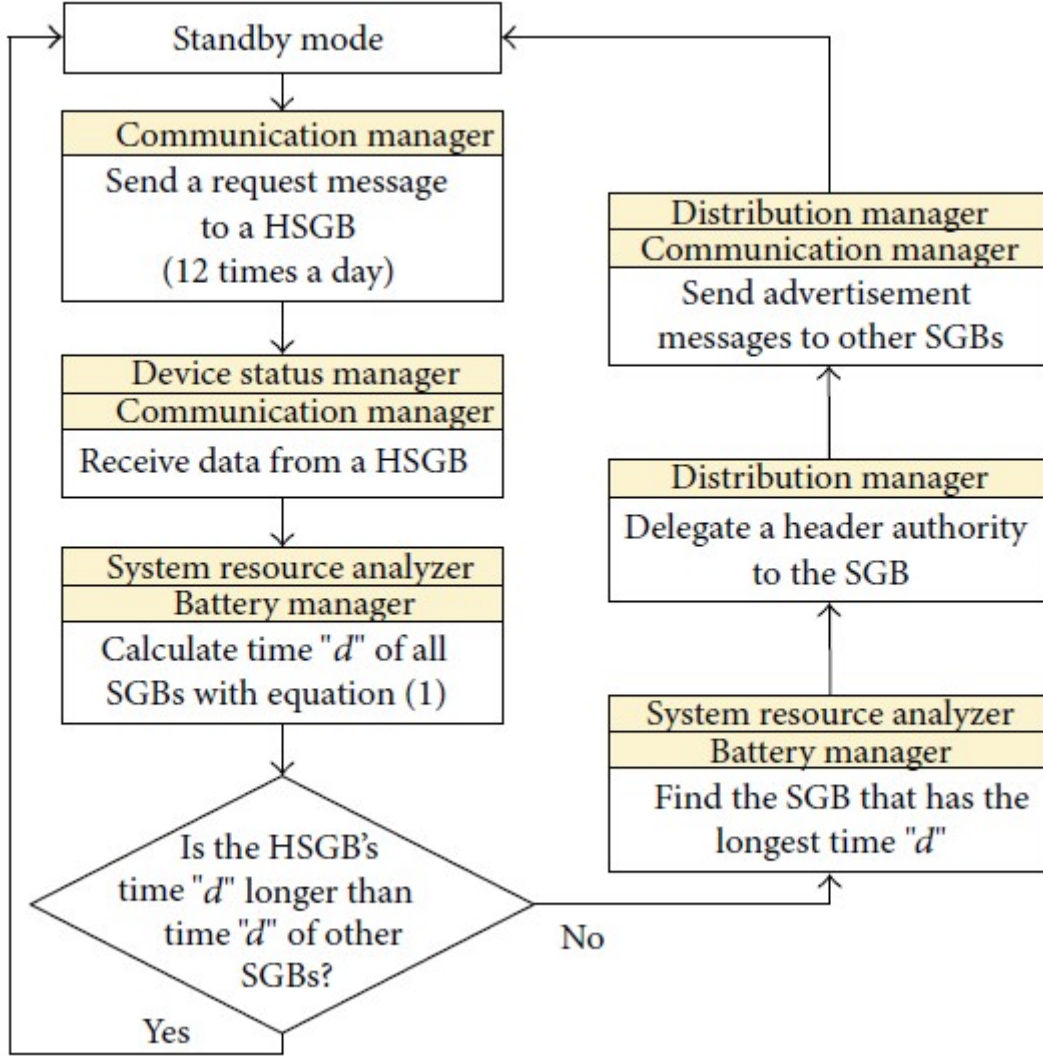 Standby mode
Communication manager
Send a request message
to a HSGB
(12 times a day)
Device status manager
Communication manager
Receive data from a HSGB
System resource analyzer
Battery manager
Calculate time "d" of all
SGBs with equation (1)
Is the HSGB's
time "d" longer than
time "d" of other
SGBs?
Yes
No
System resource analyzer
Battery manager
Find the SGB that has the
longest time "d"
Distribution manager
Delegate a header authority
to the SGB
Distribution manager
Communication manager
Send advertisement
messages to other SGBs